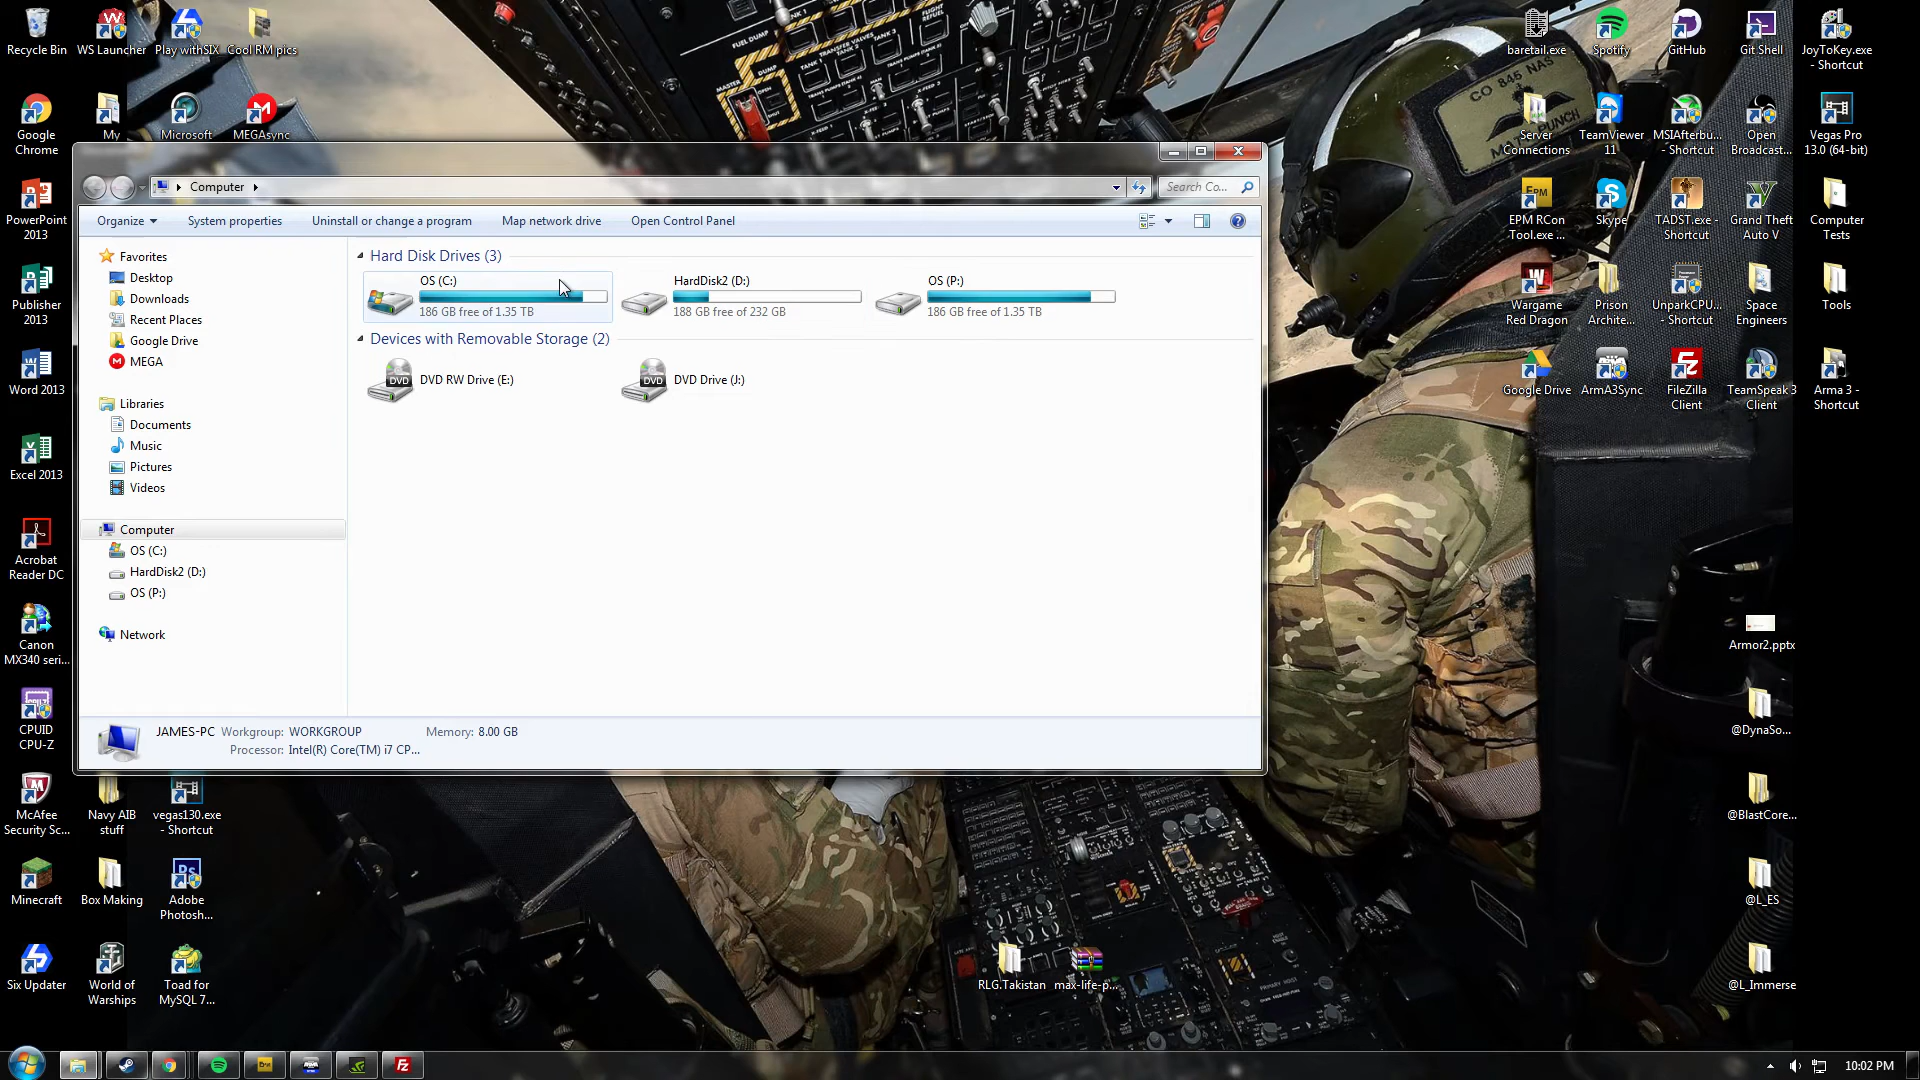 Recycle Bin
WS Launcher
Play withSIX
Cool RM pics
Google
Chrome
My
Microsoft
MEGAsync
PowerPoint
2013
Publisher
2013
Word 2013
Excel 2013
Acrobat
Reader DC
Canon
MX340 seri...
CPUID
CPU-Z
McAfee
Security Sc...
Navy AIB
stuff
vegas130.exe
- Shortcut
Minecraft
Box Making
Adobe
Photosh...
Six Updater
World of
Warships
Toad for
MySQL 7...
Computer
Search Co...
Organize
System properties
Uninstall or change a program
Map network drive
Open Control Panel
Favorites
Desktop
Downloads
Recent Places
Google Drive
MEGA
Libraries
Documents
Music
Pictures
Videos
Computer
OS (C:)
HardDisk2 (D:)
OS (P:)
Network
Hard Disk Drives (3)
OS (C:)
186 GB free of 1.35 TB
HardDisk2 (D:)
188 GB free of 232 GB
OS (P:)
186 GB free of 1.35 TB
Devices with Removable Storage (2)
DVD RW Drive (E:)
DVD Drive (J:)
JAMES-PC Workgroup: WORKGROUP Memory: 8.00 GB
Processor: Intel(R) Core(TM) i7 CP...
CO 845 NAS
baretail.exe
Spotify
GitHub
Git Shell
JoyToKey.exe
- Shortcut
Server
Connections
TeamViewer
11
MSIAfterbu...
- Shortcut
Open
Broadcast...
Vegas Pro
13.0 (64-bit)
EPM RCon
Tool.exe ...
Skype
TADST.exe -
Shortcut
Grand Theft
Auto V
Computer
Tests
Wargame
Red Dragon
Prison
Archite...
UnparkCPU...
- Shortcut
Space
Engineers
Tools
Google Drive
ArmA3Sync
FileZilla
Client
TeamSpeak 3
Client
Arma 3 -
Shortcut
Armor2.pptx
@DynaSo...
@BlastCore...
@L_ES
@L_Immerse
RLG.Takistan
max-life-p...
10:02 PM